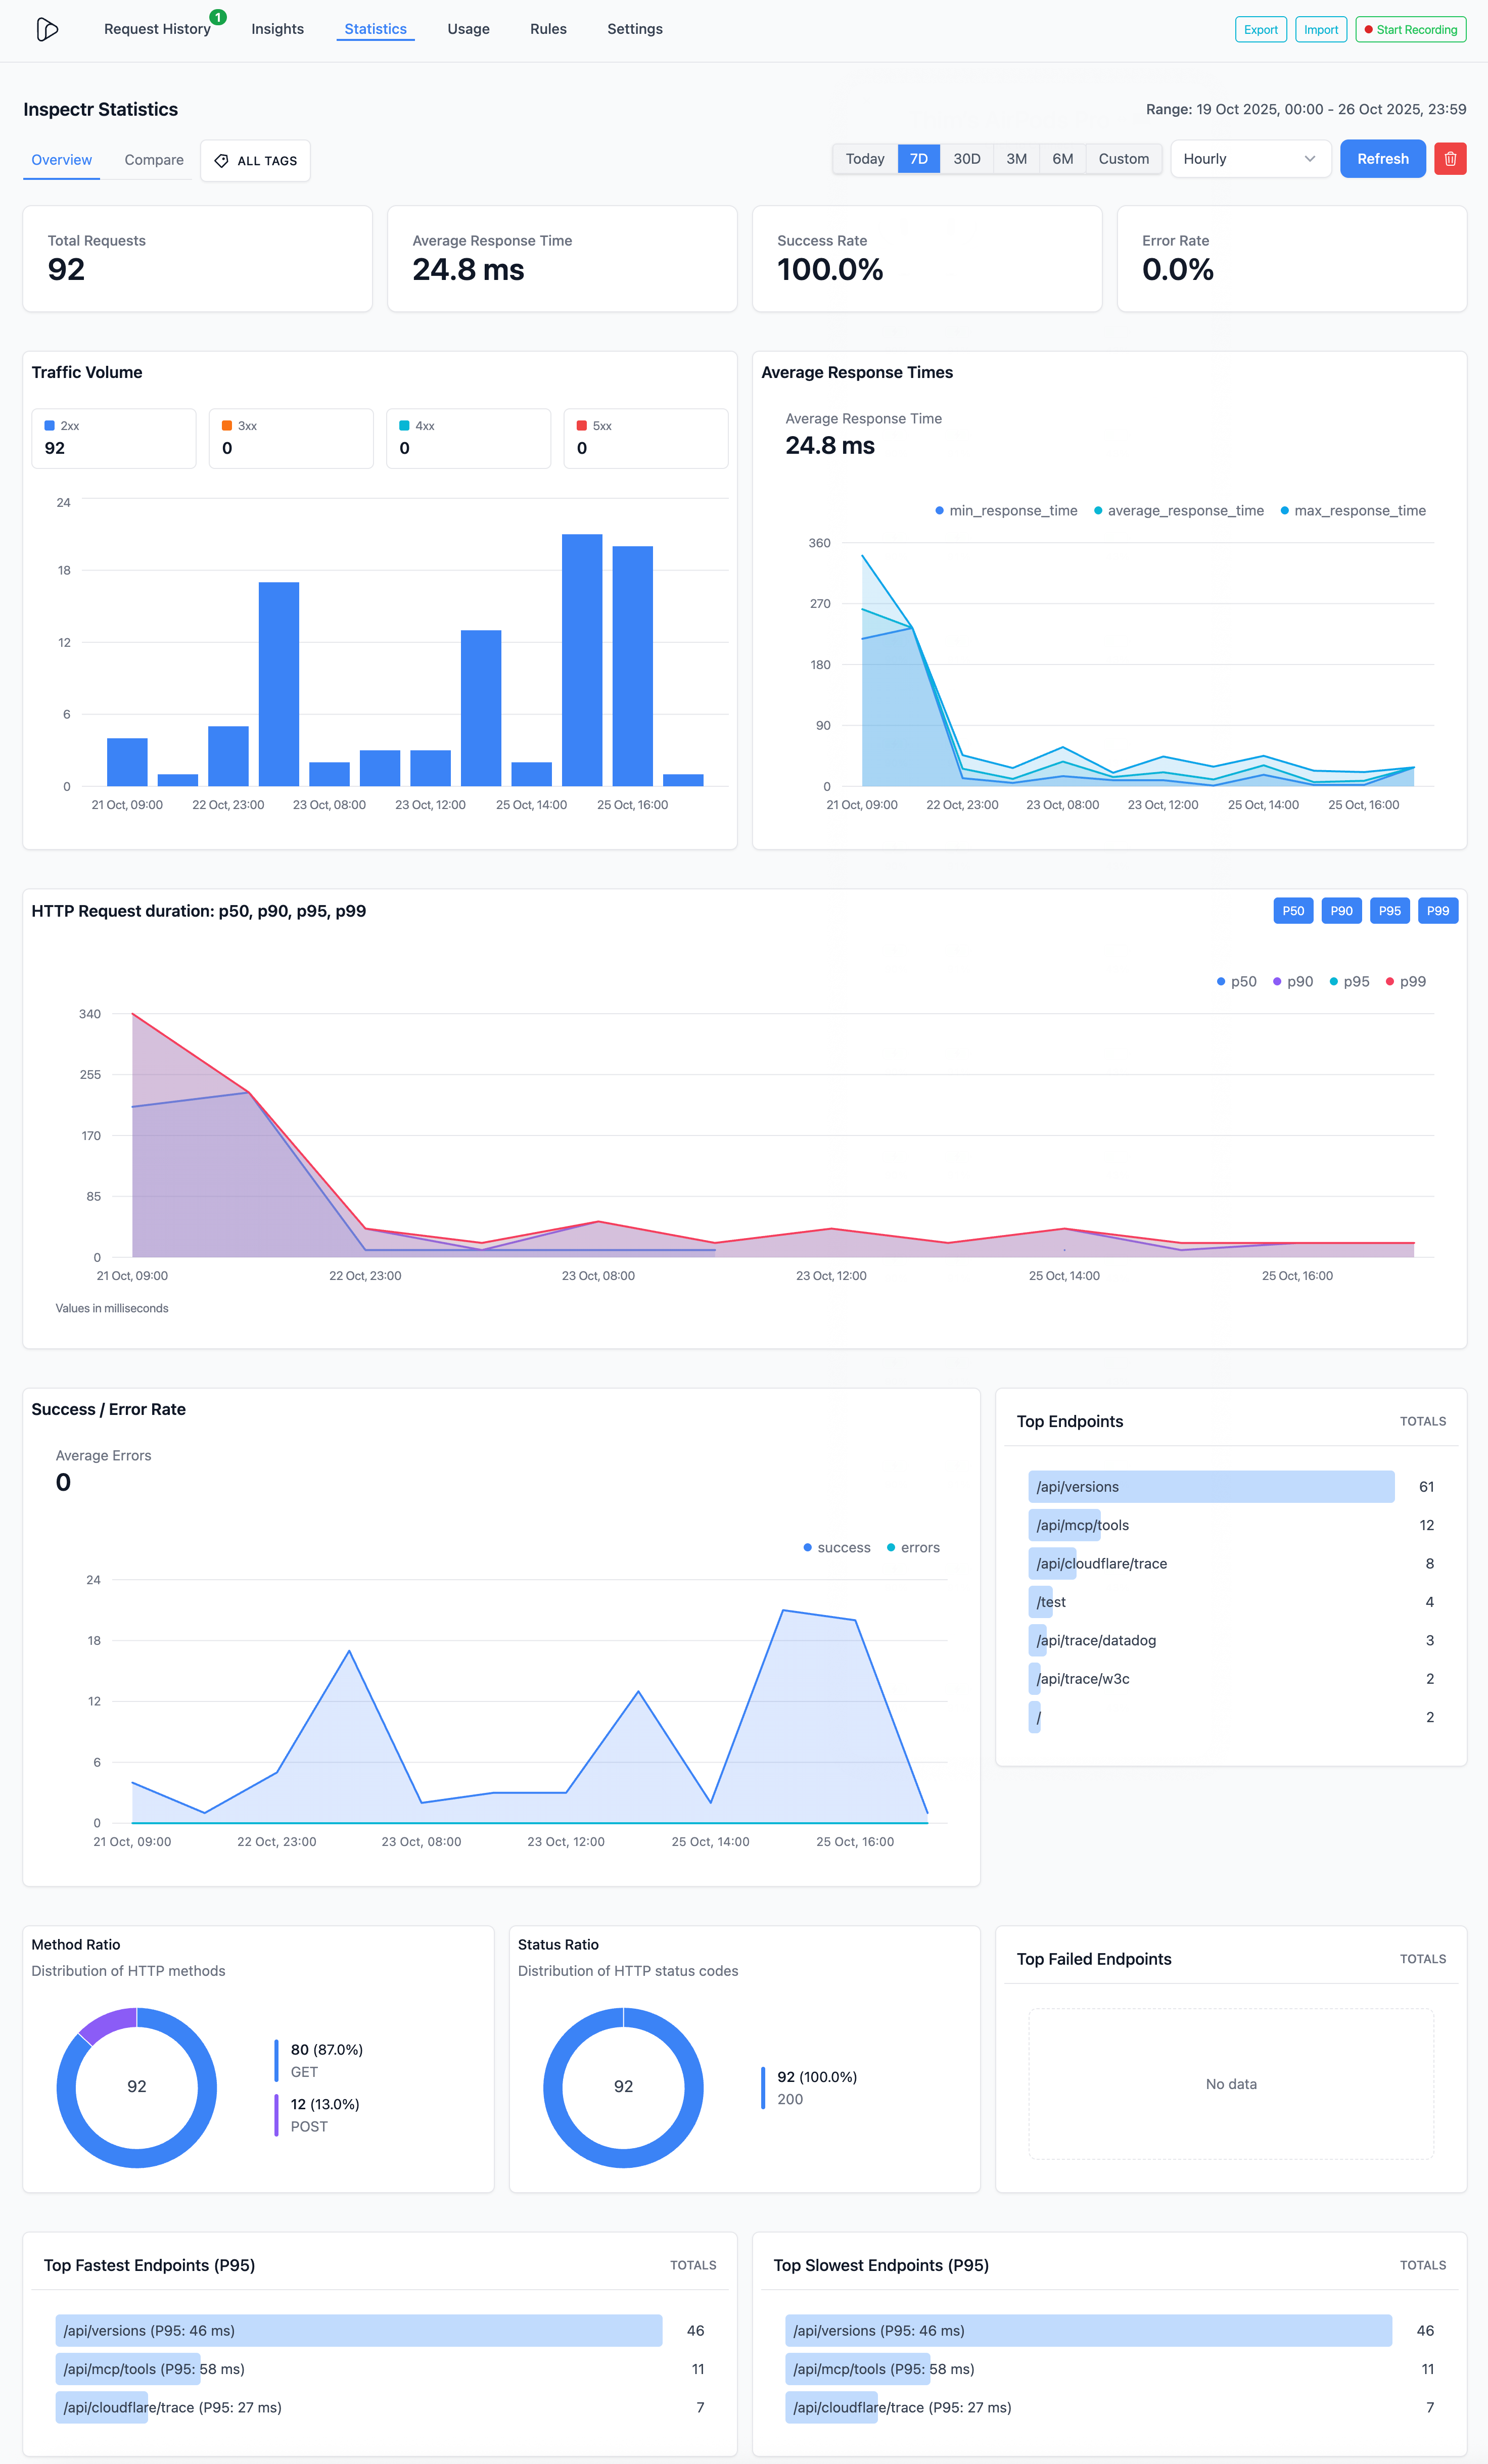 Request History 1 Insights Statistics Usage Rules Settings Export Import Start Recording
Inspectr Statistics
Range: 19 Oct 2025, 00:00 - 26 Oct 2025, 23:59
Overview Compare ALL TAGS Today 7D 30D 3M 6M Custom Hourly Refresh
Total Requests
92
Average Response Time
24.8 ms
Success Rate
100.0%
Error Rate
0.0%
Traffic Volume
2xx
92
3xx
0
4xx
0
5xx
0
24
18
12
6
0
21 Oct, 09:00 22 Oct, 23:00 23 Oct, 08:00 23 Oct, 12:00 25 Oct, 14:00 25 Oct, 16:00
Average Response Times
Average Response Time
24.8 ms
min_response_time average_response_time max_response_time
360
270
180
90
0
21 Oct, 09:00 22 Oct, 23:00 23 Oct, 08:00 23 Oct, 12:00 25 Oct, 14:00 25 Oct, 16:00
HTTP Request duration: p50, p90, p95, p99
P50 P90 P95 P99
p50 p90 p95 p99
340
255
170
85
0
21 Oct, 09:00 22 Oct, 23:00 23 Oct, 08:00 23 Oct, 12:00 25 Oct, 14:00 25 Oct, 16:00
Values in milliseconds
Success / Error Rate
Average Errors
0
success errors
24
18
12
6
0
21 Oct, 09:00 22 Oct, 23:00 23 Oct, 08:00 23 Oct, 12:00 25 Oct, 14:00 25 Oct, 16:00
Top Endpoints TOTALS
/api/versions 61
/api/mcp/tools 12
/api/cloudflare/trace 8
/test 4
/api/trace/datadog 3
/api/trace/w3c 2
/ 2
Method Ratio
Distribution of HTTP methods
92
80 (87.0%)
GET
12 (13.0%)
POST
Status Ratio
Distribution of HTTP status codes
92
92 (100.0%)
200
Top Failed Endpoints TOTALS
No data
Top Fastest Endpoints (P95) TOTALS
/api/versions (P95: 46 ms) 46
/api/mcp/tools (P95: 58 ms) 11
/api/cloudflare/trace (P95: 27 ms) 7
Top Slowest Endpoints (P95) TOTALS
/api/versions (P95: 46 ms) 46
/api/mcp/tools (P95: 58 ms) 11
/api/cloudflare/trace (P95: 27 ms) 7